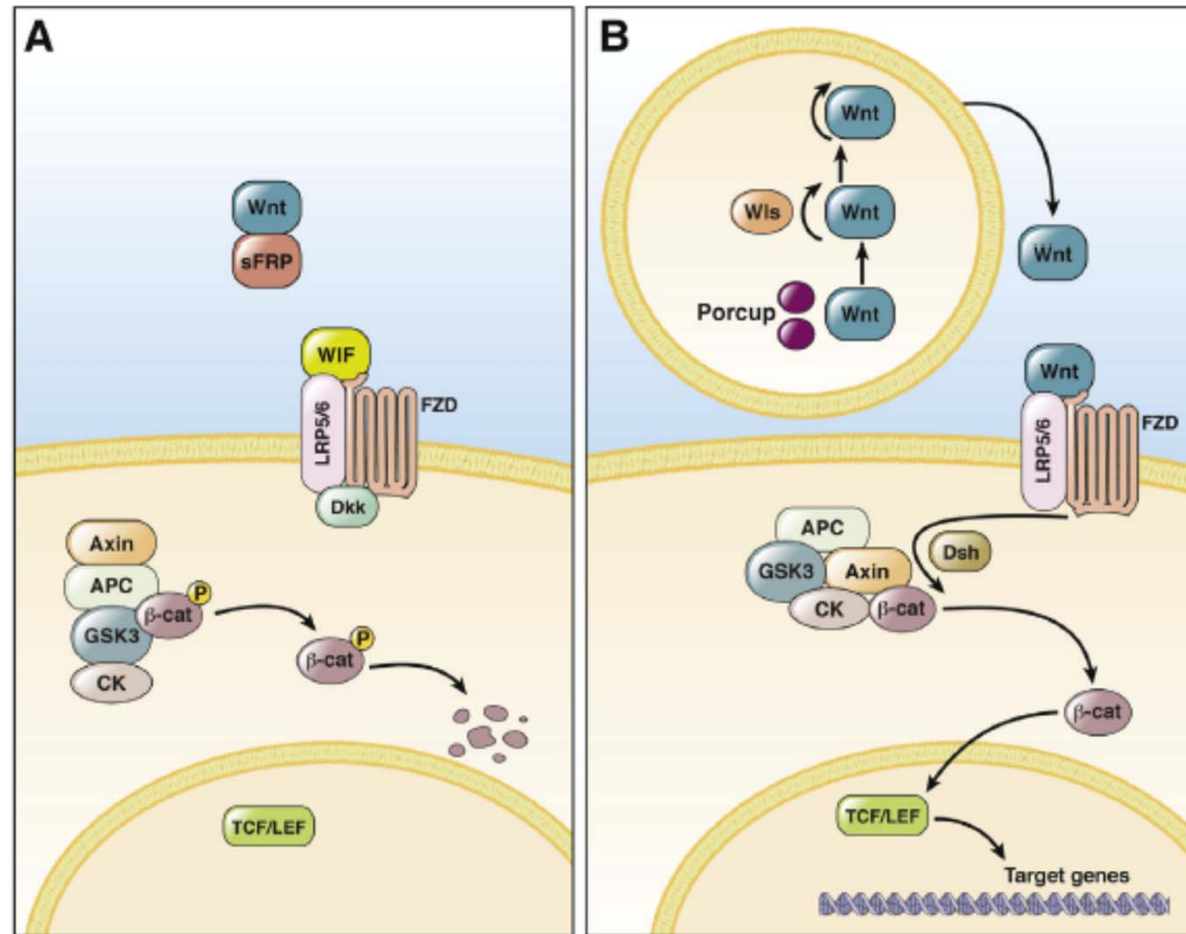 A
Wnt
sFRP
WIF
LRP5/6
FZD
Dkk
Axin
APC
β-cat
P
GSK3
CK
β-cat
P
TCF/LEF
B
Wnt
Wls
Wnt
Porcup
Wnt
Wnt
Wnt
LRP5/6
FZD
APC
Dsh
GSK3
Axin
CK
β-cat
β-cat
TCF/LEF
Target genes